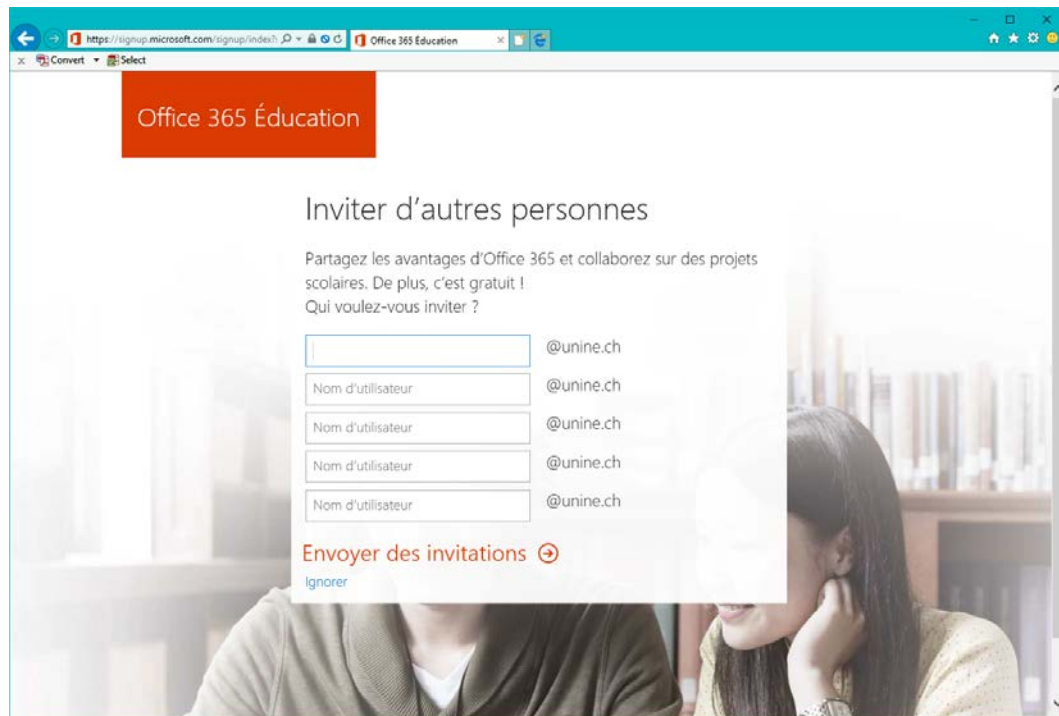 https://signup.microsoft.com/signup/index?
Office 365 Éducation
x Convert Select
Office 365 Éducation
Inviter d'autres personnes
Partagez les avantages d'Office 365 et collaborez sur des projets
scolaires. De plus, c'est gratuit !
Qui voulez-vous inviter ?
@unine.ch
Nom d'utilisateur @unine.ch
Nom d'utilisateur @unine.ch
Nom d'utilisateur @unine.ch
Nom d'utilisateur @unine.ch
Envoyer des invitations
Ignorer